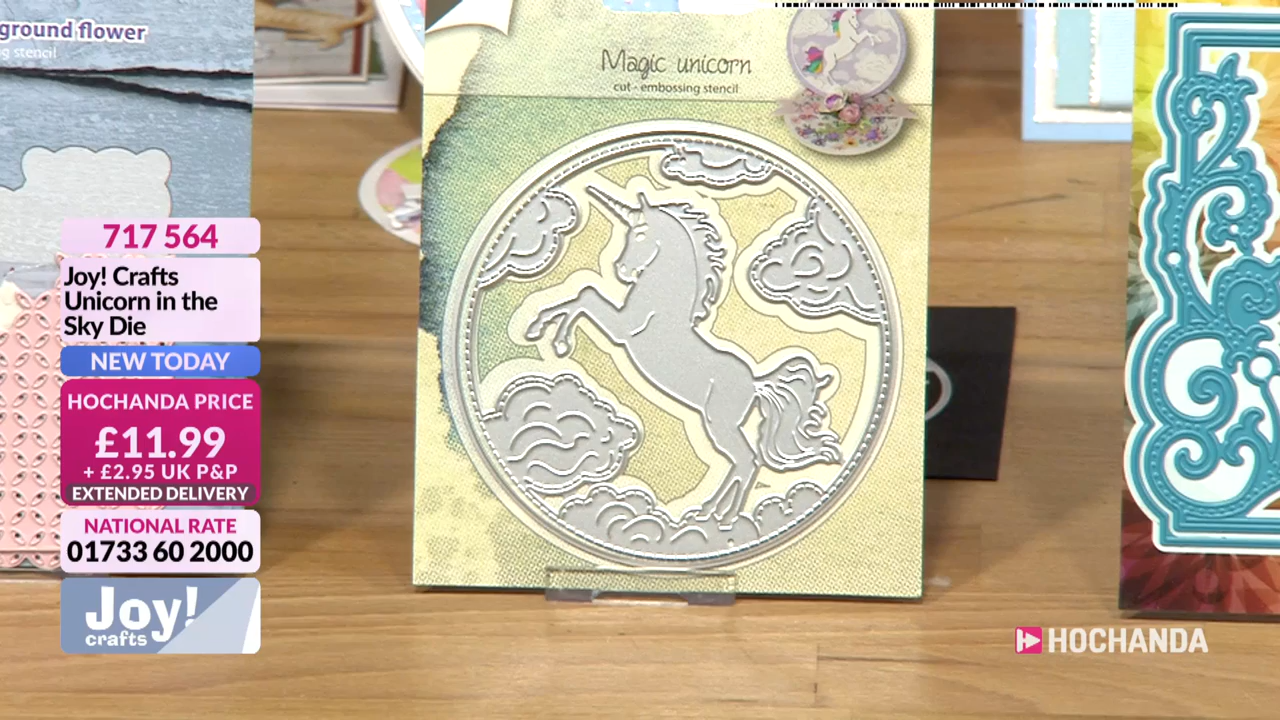 ground flower
g stencil
Magic unicorn
cut - embossing stencil
717 564
Joy! Crafts
Unicorn in the
Sky Die
NEW TODAY
HOCHANDA PRICE
£11.99
+ £2.95 UK P&P
EXTENDED DELIVERY
NATIONAL RATE
01733 60 2000
Joy!
crafts
HOCHANDA